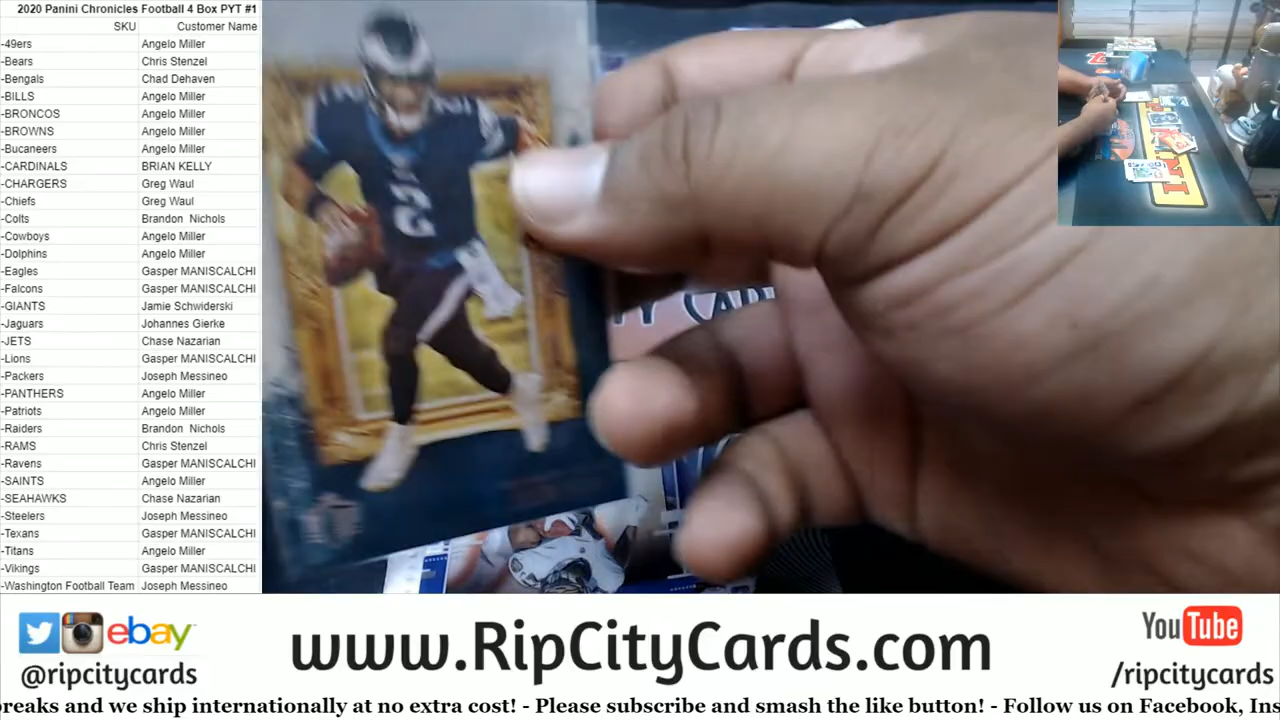 2020 Panini Chronicles Football 4 Box PYT #1
SKU Customer Name
-49ers Angelo Miller
-Bears Chris Stenzel
-Bengals Chad Dehaven
-BILLS Angelo Miller
-BRONCOS Angelo Miller
-BROWNS Angelo Miller
-Bucaneers Angelo Miller
-CARDINALS BRIAN KELLY
-CHARGERS Greg Waul
-Chiefs Greg Waul
-Colts Brandon Nichols
-Cowboys Angelo Miller
-Dolphins Angelo Miller
-Eagles Gasper MANISCALCHI
-Falcons Gasper MANISCALCHI
-GIANTS Jamie Schwiderski
-Jaguars Johannes Gierke
-JETS Chase Nazarian
-Lions Gasper MANISCALCHI
-Packers Joseph Messineo
-PANTHERS Angelo Miller
-Patriots Angelo Miller
-Raiders Brandon Nichols
-RAMS Chris Stenzel
-Ravens Gasper MANISCALCHI
-SAINTS Angelo Miller
-SEAHAWKS Chase Nazarian
-Steelers Joseph Messineo
-Texans Gasper MANISCALCHI
-Titans Angelo Miller
-Vikings Gasper MANISCALCHI
-Washington Football Team Joseph Messineo
2
ebay
@ripcitycards
www.RipCityCards.com
YouTube
/ripcitycards
breaks and we ship internationally at no extra cost! - Please subscribe and smash the like button! - Follow us on Facebook, Ins